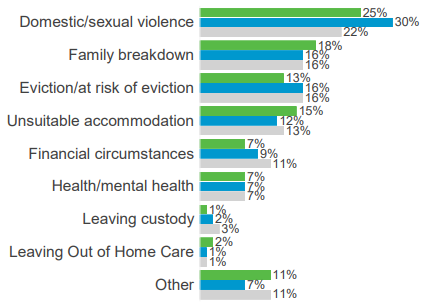 Domestic/sexual violence 25%
30%
22%
Family breakdown 18%
16%
16%
Eviction/at risk of eviction 13%
16%
16%
Unsuitable accommodation 15%
12%
13%
Financial circumstances 7%
9%
11%
Health/mental health 7%
7%
7%
Leaving custody 1%
2%
3%
Leaving Out of Home Care 2%
1%
1%
Other 11%
7%
11%